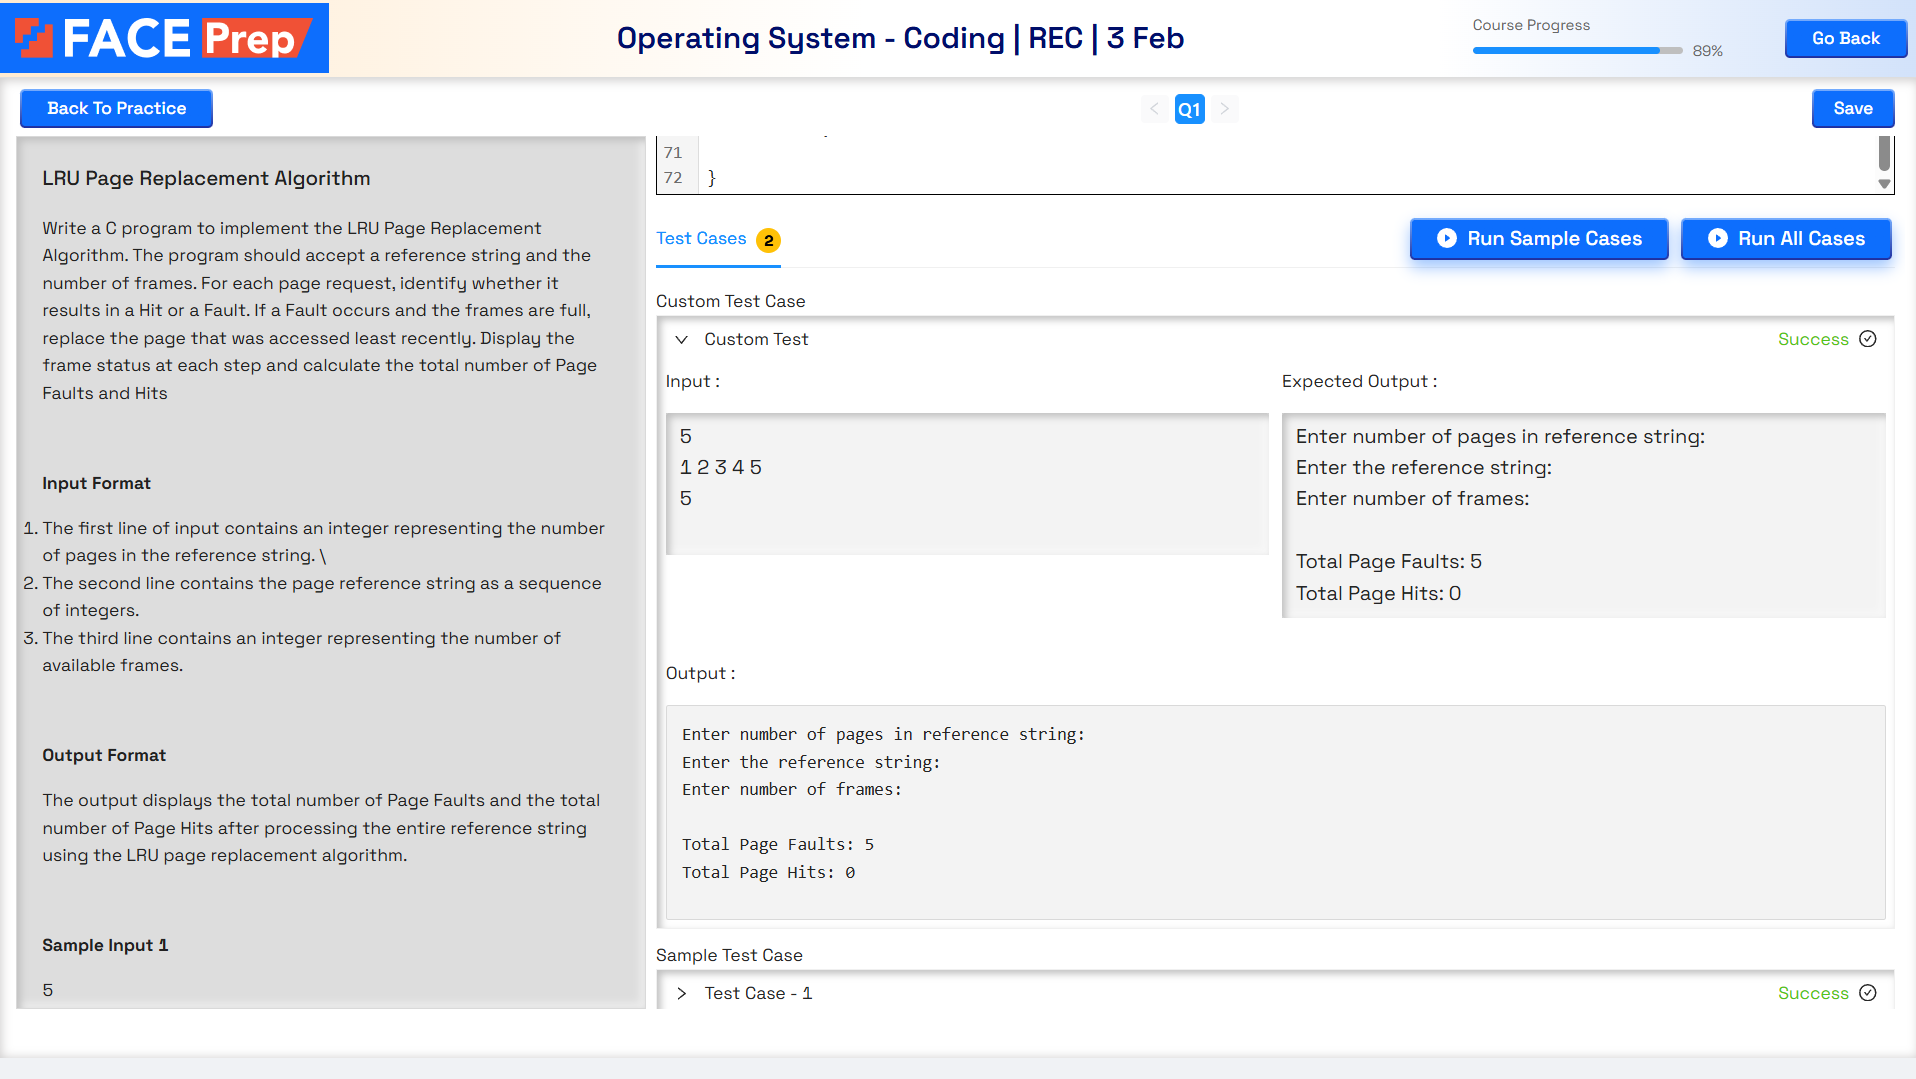 FACE Prep
Operating System - Coding | REC | 3 Feb
Course Progress
89%
Go Back
Back To Practice
< Q1 >
Save
LRU Page Replacement Algorithm
Write a C program to implement the LRU Page Replacement
Algorithm. The program should accept a reference string and the
number of frames. For each page request, identify whether it
results in a Hit or a Fault. If a Fault occurs and the frames are full,
replace the page that was accessed least recently. Display the
frame status at each step and calculate the total number of Page
Faults and Hits
Input Format
1. The first line of input contains an integer representing the number
of pages in the reference string. \
2. The second line contains the page reference string as a sequence
of integers.
3. The third line contains an integer representing the number of
available frames.
Output Format
The output displays the total number of Page Faults and the total
number of Page Hits after processing the entire reference string
using the LRU page replacement algorithm.
Sample Input 1
5
71
72 }
Test Cases 2
Run Sample Cases
Run All Cases
Custom Test Case
Custom Test
Success
Input :
5
1 2 3 4 5
5
Expected Output :
Enter number of pages in reference string:
Enter the reference string:
Enter number of frames:
Total Page Faults: 5
Total Page Hits: 0
Output :
Enter number of pages in reference string:
Enter the reference string:
Enter number of frames:
Total Page Faults: 5
Total Page Hits: 0
Sample Test Case
Test Case - 1
Success